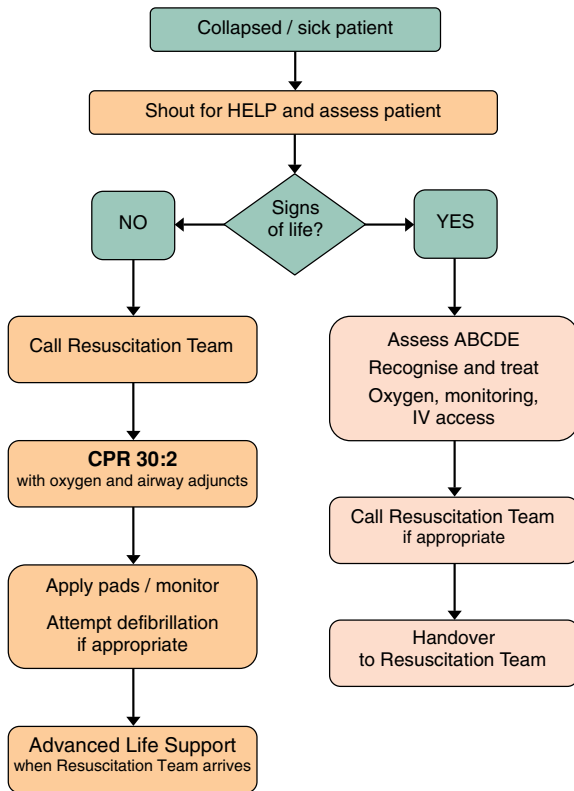 Collapsed / sick patient
Shout for HELP and assess patient
Signs
of life?
NO
YES
Call Resuscitation Team
CPR 30:2
with oxygen and airway adjuncts
Apply pads / monitor
Attempt defibrillation
if appropriate
Advanced Life Support
when Resuscitation Team arrives
Assess ABCDE
Recognise and treat
Oxygen, monitoring,
IV access
Call Resuscitation Team
if appropriate
Handover
to Resuscitation Team